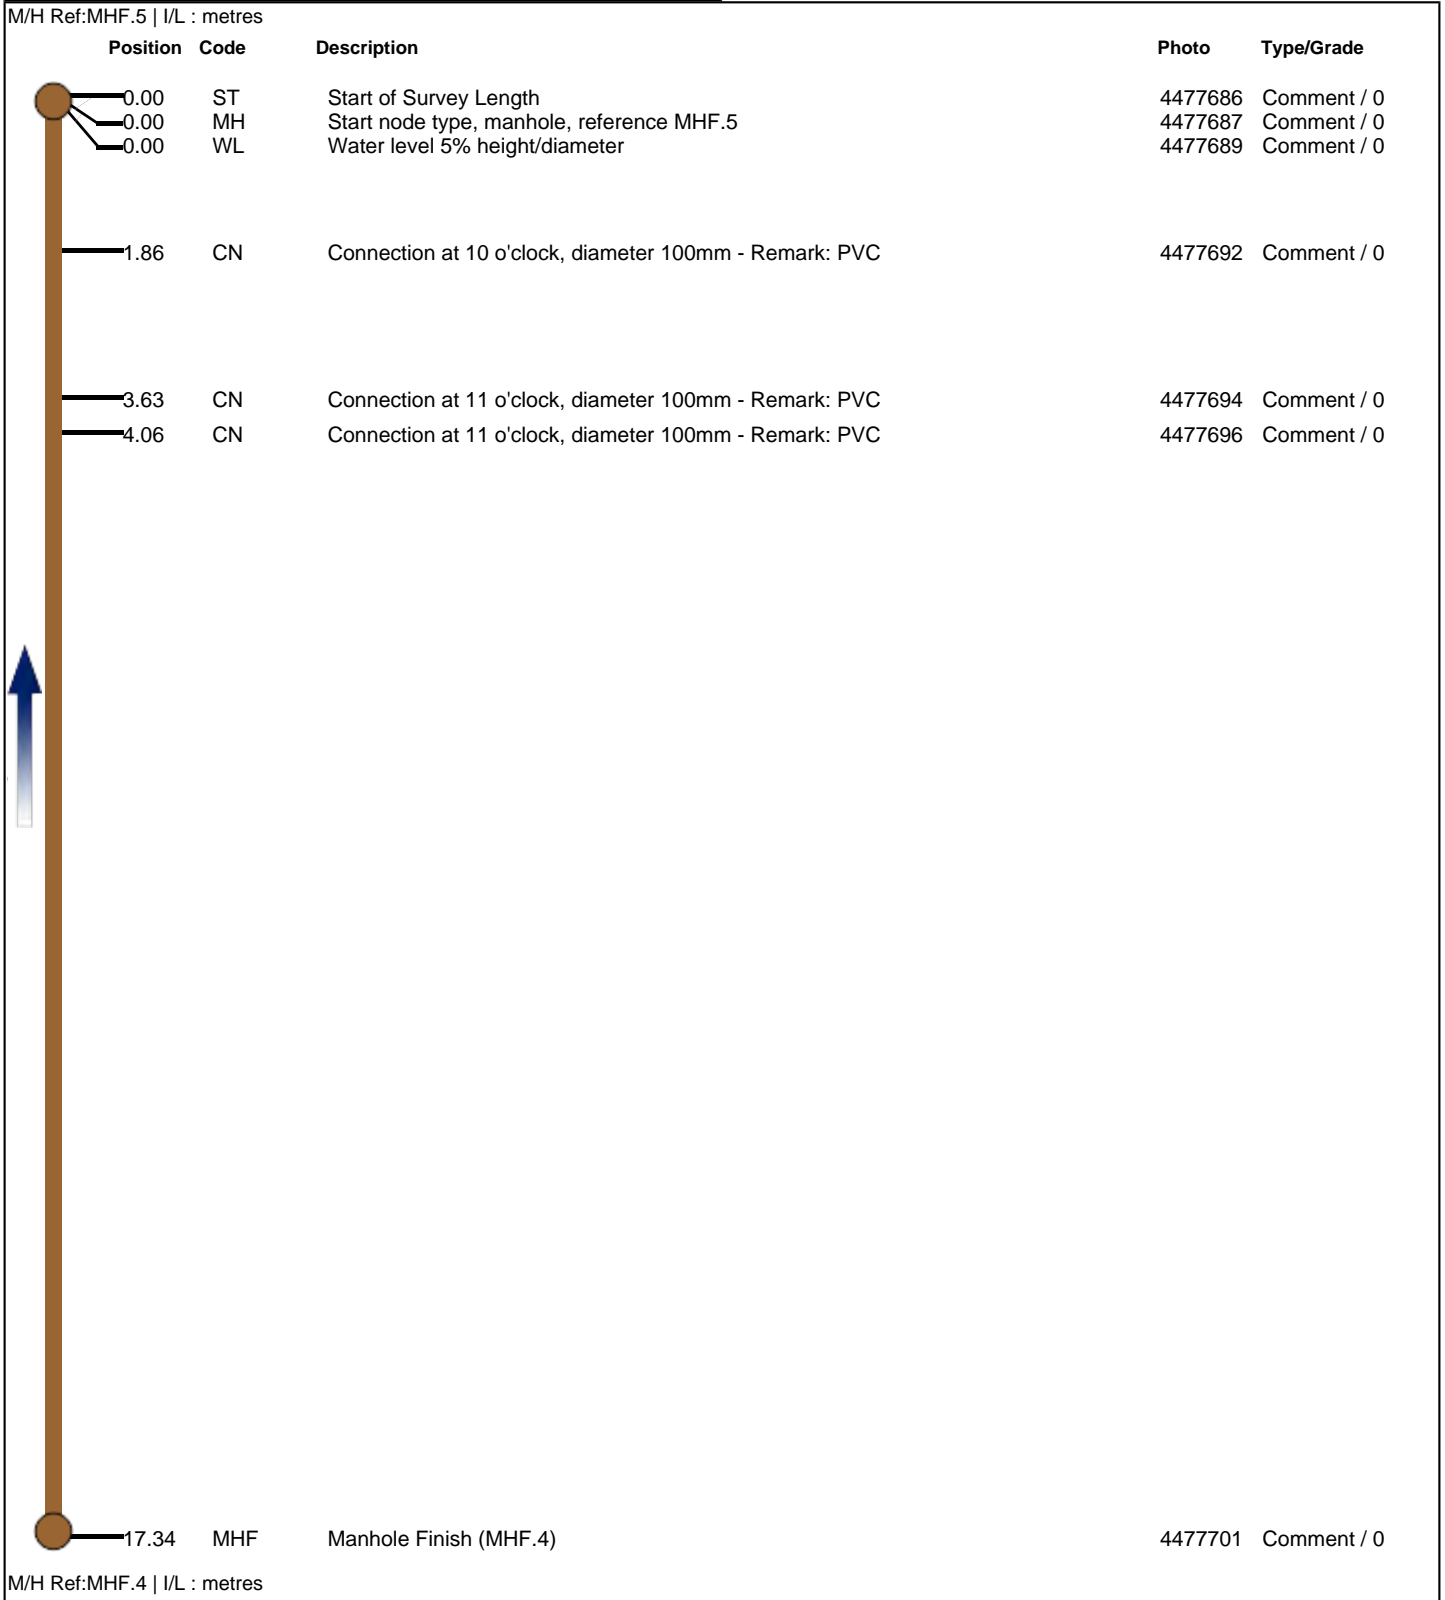 M/H Ref:MHF.5 | I/L : metres
Position Code Description Photo Type/Grade
0.00 ST Start of Survey Length 4477686 Comment / 0
0.00 MH Start node type, manhole, reference MHF.5 4477687 Comment / 0
0.00 WL Water level 5% height/diameter 4477689 Comment / 0
1.86 CN Connection at 10 o'clock, diameter 100mm - Remark: PVC 4477692 Comment / 0
3.63 CN Connection at 11 o'clock, diameter 100mm - Remark: PVC 4477694 Comment / 0
4.06 CN Connection at 11 o'clock, diameter 100mm - Remark: PVC 4477696 Comment / 0
17.34 MHF Manhole Finish (MHF.4) 4477701 Comment / 0
M/H Ref:MHF.4 | I/L : metres